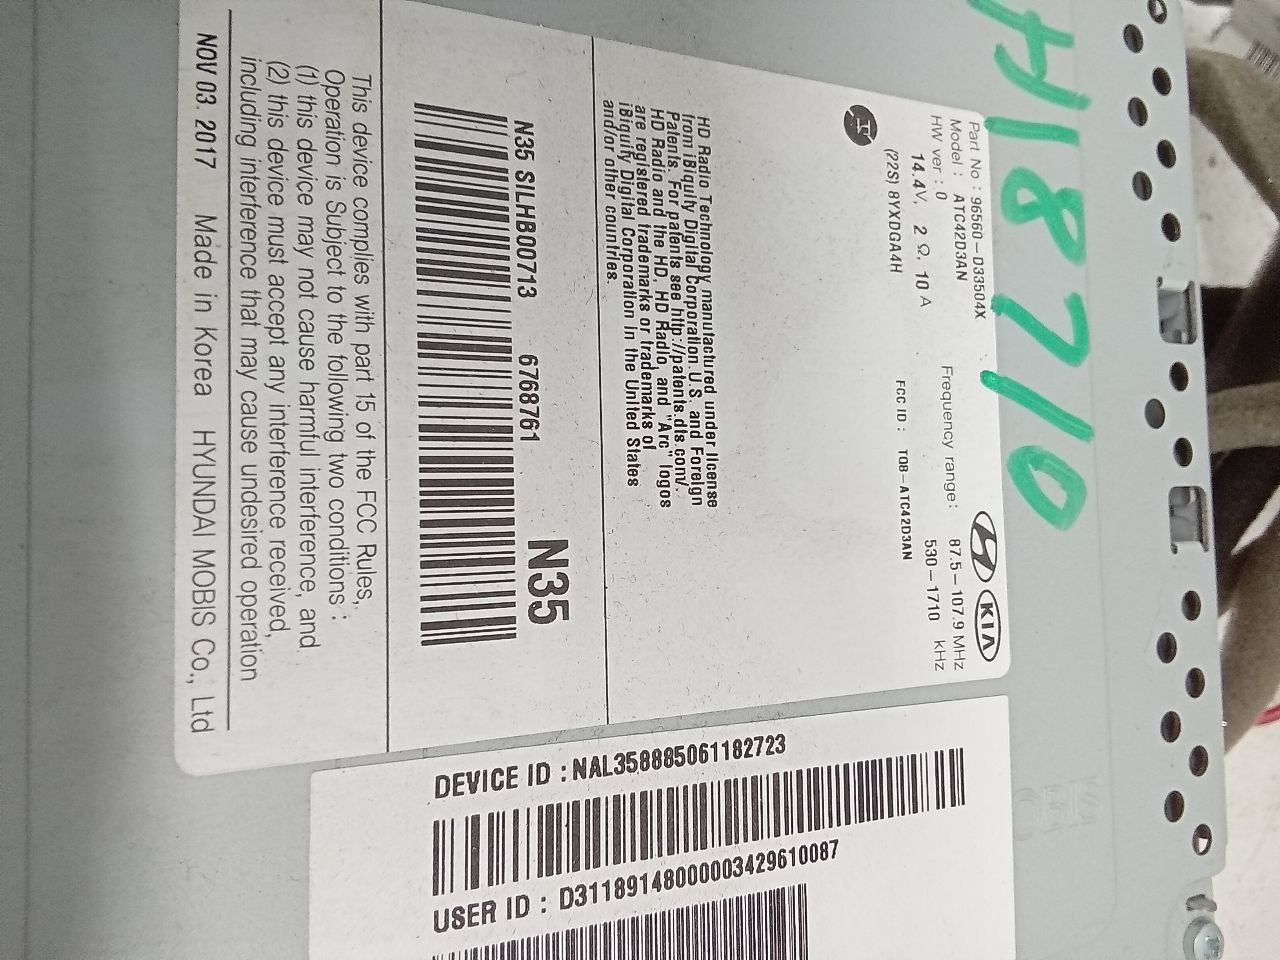 H18710
Part No : 96560-D33504X
Model : ATC42D3AN
HW ver : 0
14.4V, 2 Ω, 10 A
(22S) 8YXDGA4H
KIA
Frequency range : 87.5-107.9 MHz
530-1710 kHz
FCC ID : TQ8-ATC42D3AN
HD Radio Technology manufactured under license
from iBiquity Digital Corporation.U.S. and Foreign
Patents. For patents see http://patents.dts.com/.
HD Radio and the HD, HD Radio, and "Arc" logos
are registered trademarks or trademarks of
iBiquity Digital Corporation in the United States
and/or other countries.
N35 SILHB00713 6768761 N35
This device complies with part 15 of the FCC Rules,
Operation is Subject to the following two conditions :
(1) this device may not cause harmful interference, and
(2) this device must accept any interference received,
including interference that may cause undesired operation
NOV 03. 2017 Made in Korea HYUNDAI MOBIS Co., Ltd
DEVICE ID : NAL358885061182723
USER ID : D311891480000003429610087